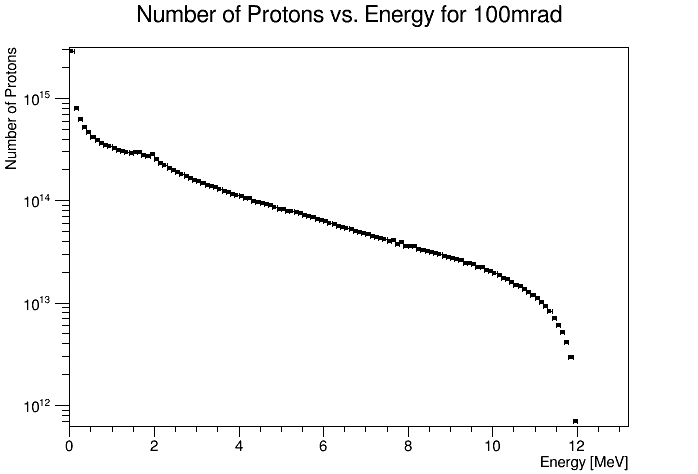 Number of Protons vs. Energy for 100mrad
Number of Protons
10^15
10^14
10^13
10^12
0 2 4 6 8 10 12
Energy [MeV]